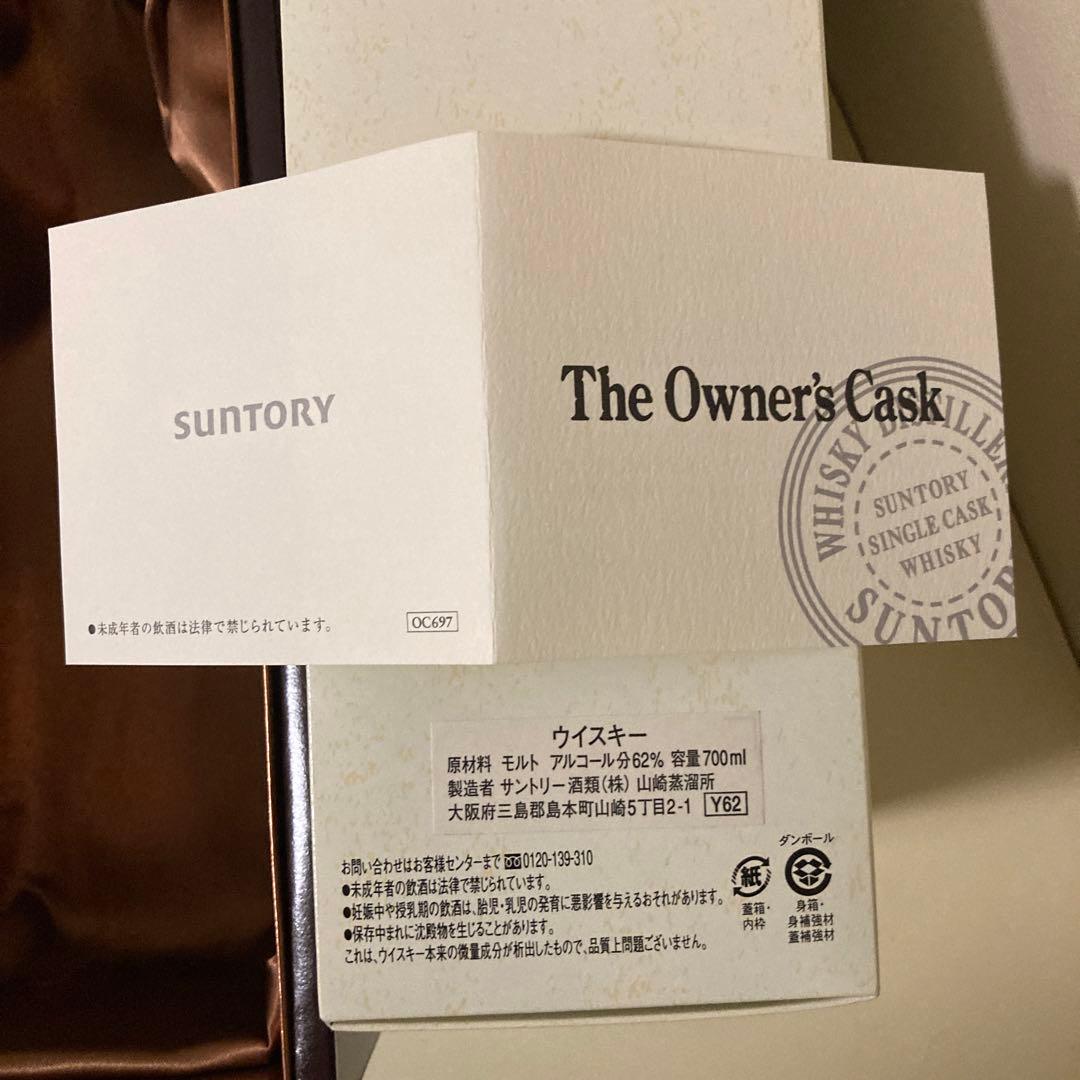 SUNTORY
●未成年者の飲酒は法律で禁じられています。
OC697
The Owner's Cask
WHISKY DISTILLER
SUNTORY
SINGLE CASK
WHISKY
SUNTOR
ウイスキー
原材料 モルト アルコール分62% 容量700ml
製造者 サントリー酒類(株) 山崎蒸溜所
大阪府三島郡島本町山崎5丁目2-1 Y62
お問い合わせはお客様センターまで 0120-139-310
●未成年者の飲酒は法律で禁じられています。
●妊娠中や授乳期の飲酒は、胎児・乳児の発育に悪影響を与えるおそれがあります。
●保存中まれに沈殿物を生じることがあります。
これは、ウイスキー本来の微量成分が析出したもので、品質上問題ございません。
紙
蓋箱・
内枠
ダンボール
身箱・
身補強材
蓋補強材